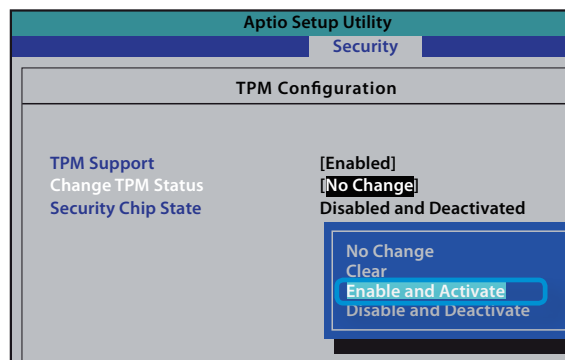 Aptio Setup Utility
Security
TPM Configuration
TPM Support [Enabled]
Change TPM Status [No Change]
Security Chip State Disabled and Deactivated
No Change
Clear
Enable and Activate
Disable and Deactivate